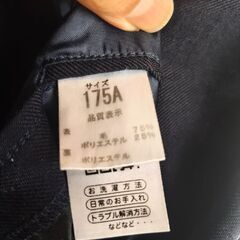 サイズ
175A
品質表示
表 毛
ポリエステル
ポリエステル
お洗濯方法
日常のお手入れ
トラブル解消方法
などなど・・・